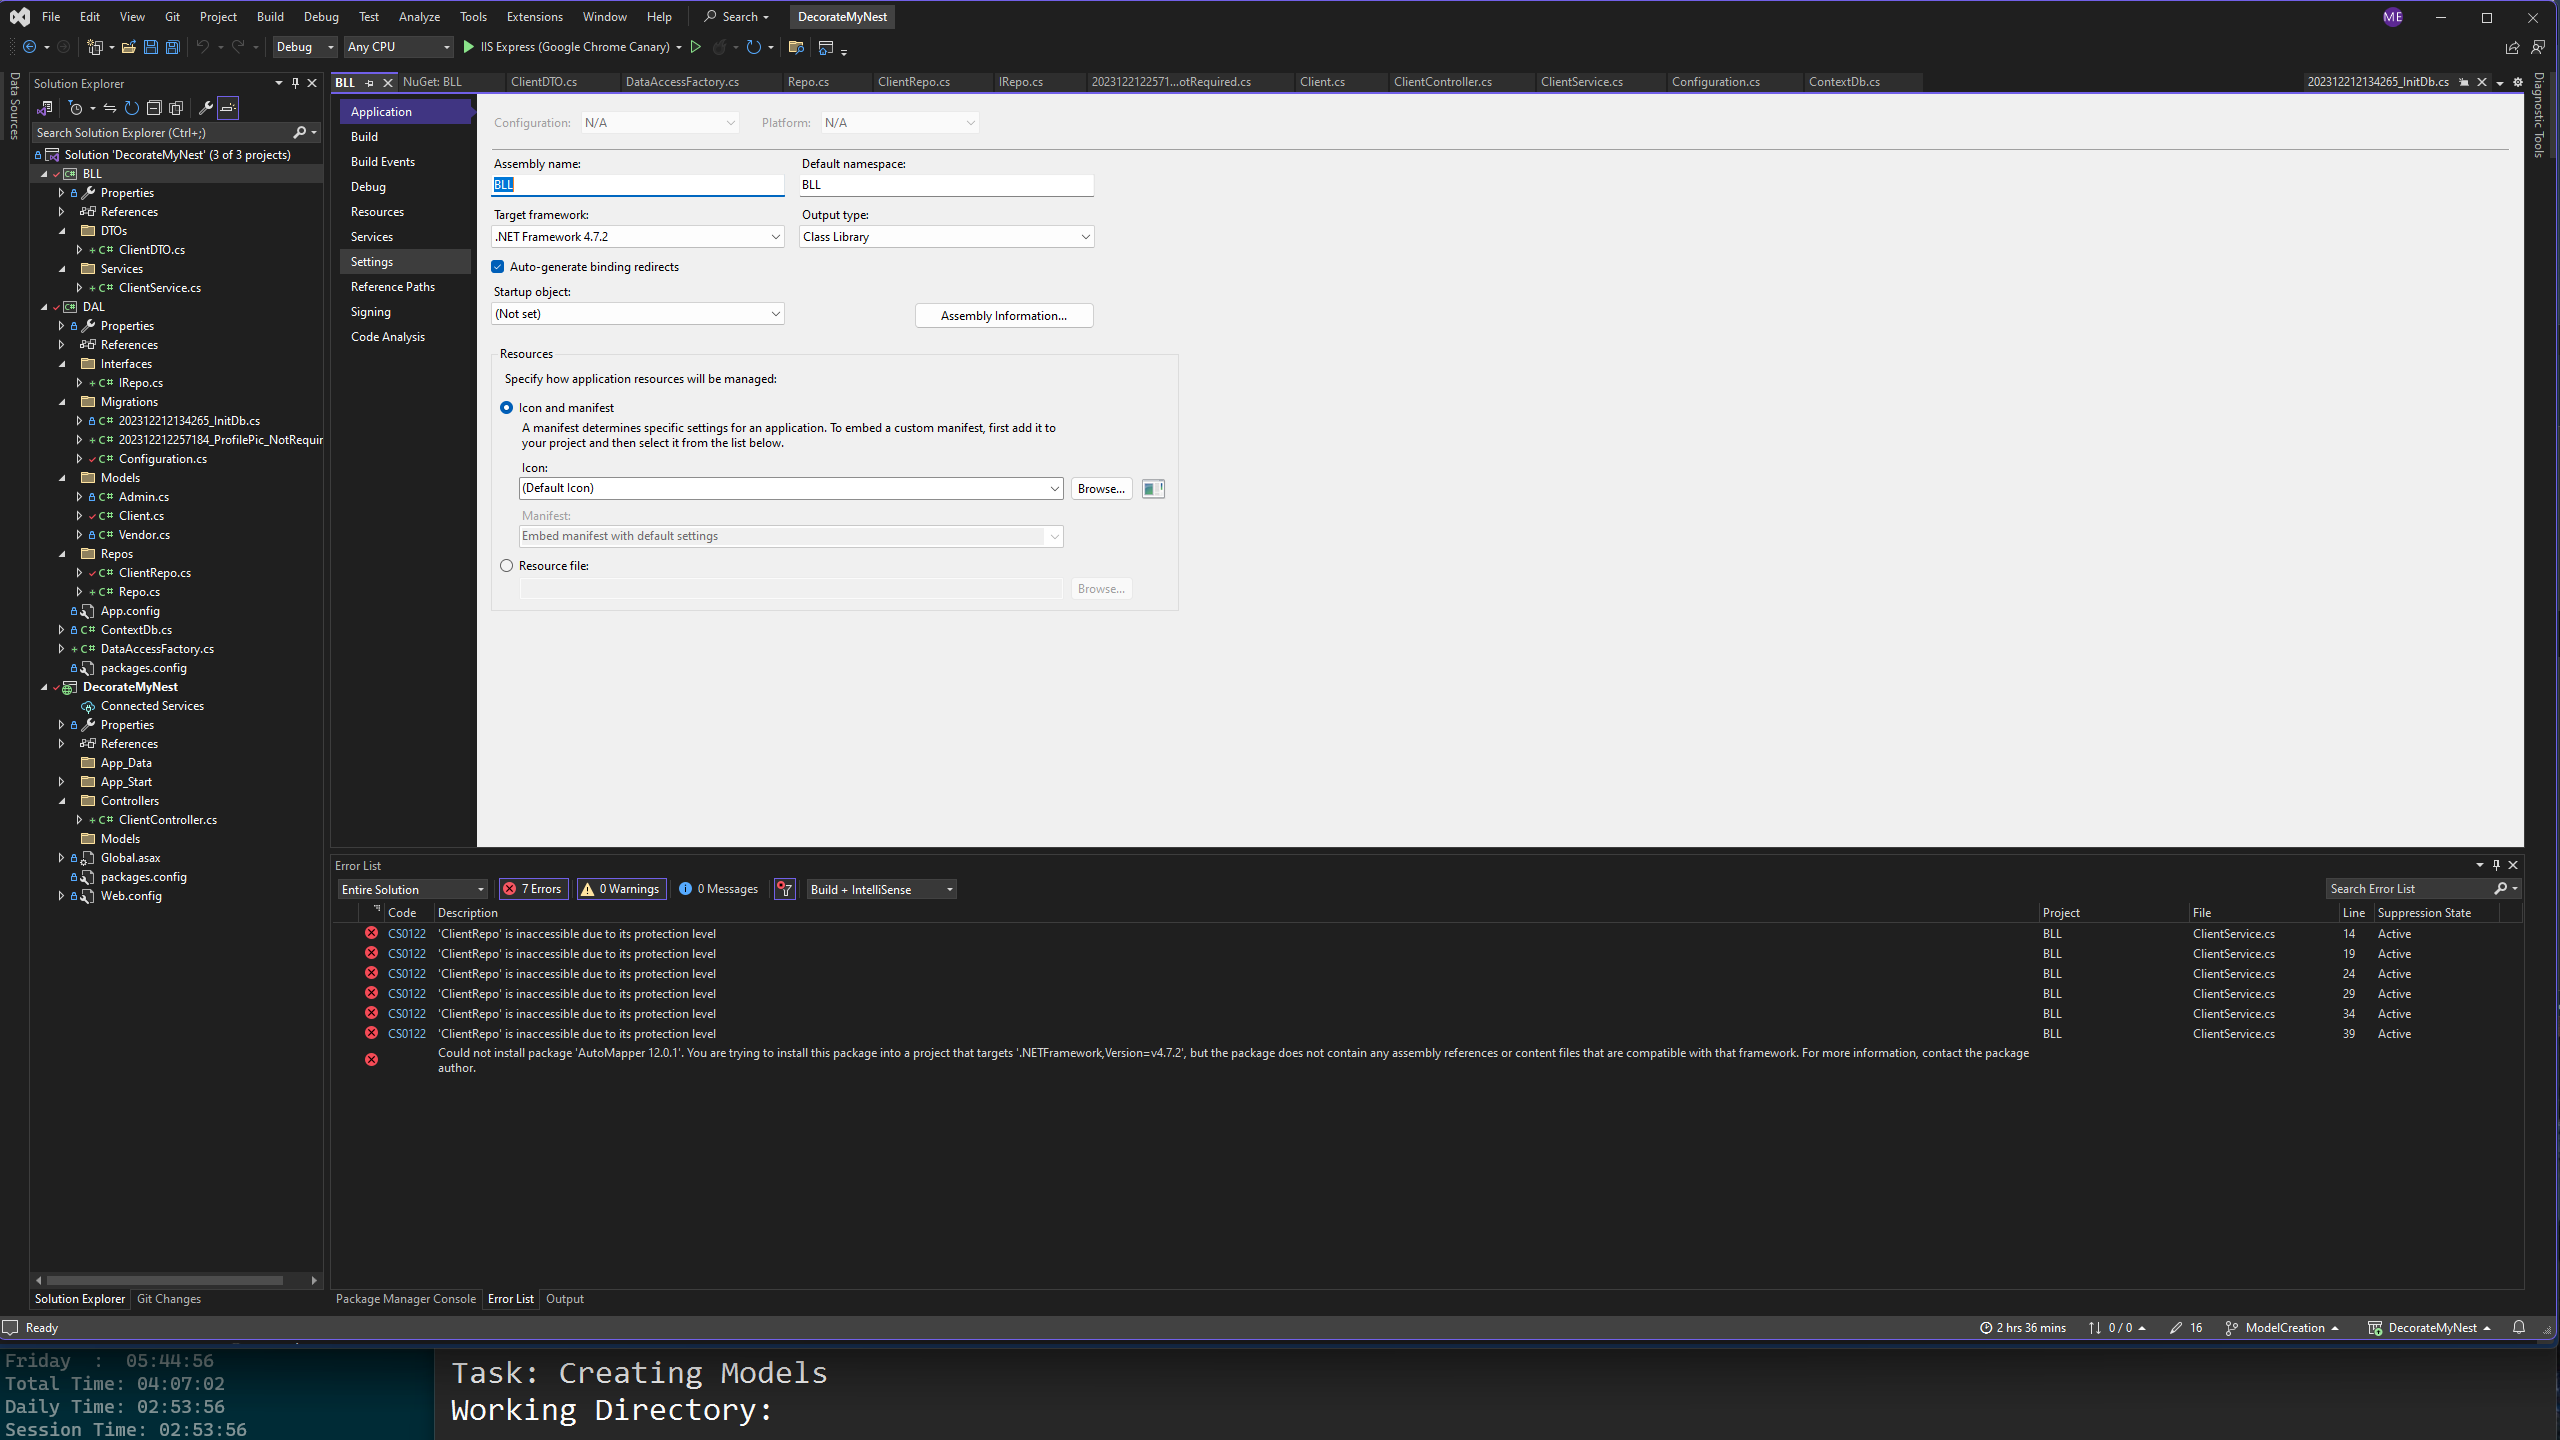 File Edit View Git Project Build Debug Test Analyze Tools Extensions Window Help Search DecorateMyNest ME
Debug Any CPU IIS Express (Google Chrome Canary)
Data Sources
Solution Explorer
Search Solution Explorer (Ctrl+;)
Solution 'DecorateMyNest' (3 of 3 projects)
BLL
Properties
References
DTOs
C# ClientDTO.cs
Services
C# ClientService.cs
DAL
Properties
References
Interfaces
C# IRepo.cs
Migrations
C# 202312212134265_InitDb.cs
C# 202312212257184_ProfilePic_NotRequir
C# Configuration.cs
Models
C# Admin.cs
C# Client.cs
C# Vendor.cs
Repos
C# ClientRepo.cs
C# Repo.cs
App.config
C# ContextDb.cs
C# DataAccessFactory.cs
packages.config
DecorateMyNest
Connected Services
Properties
References
App_Data
App_Start
Controllers
C# ClientController.cs
Models
Global.asax
packages.config
Web.config
Solution Explorer Git Changes
BLL NuGet: BLL ClientDTO.cs DataAccessFactory.cs Repo.cs ClientRepo.cs IRepo.cs 2023122122571...otRequired.cs Client.cs ClientController.cs ClientService.cs Configuration.cs ContextDb.cs 202312212134265_InitDb.cs
Diagnostic Tools
Application
Build
Build Events
Debug
Resources
Services
Settings
Reference Paths
Signing
Code Analysis
Configuration: N/A Platform: N/A
Assembly name: Default namespace:
BLL BLL
Target framework: Output type:
.NET Framework 4.7.2 Class Library
Auto-generate binding redirects
Startup object:
(Not set) Assembly Information...
Resources
Specify how application resources will be managed:
Icon and manifest
A manifest determines specific settings for an application. To embed a custom manifest, first add it to
your project and then select it from the list below.
Icon:
(Default Icon) Browse...
Manifest:
Embed manifest with default settings
Resource file:
Browse...
Error List
Entire Solution 7 Errors 0 Warnings 0 Messages Build + IntelliSense Search Error List
Code Description Project File Line Suppression State
CS0122 'ClientRepo' is inaccessible due to its protection level BLL ClientService.cs 14 Active
CS0122 'ClientRepo' is inaccessible due to its protection level BLL ClientService.cs 19 Active
CS0122 'ClientRepo' is inaccessible due to its protection level BLL ClientService.cs 24 Active
CS0122 'ClientRepo' is inaccessible due to its protection level BLL ClientService.cs 29 Active
CS0122 'ClientRepo' is inaccessible due to its protection level BLL ClientService.cs 34 Active
CS0122 'ClientRepo' is inaccessible due to its protection level BLL ClientService.cs 39 Active
Could not install package 'AutoMapper 12.0.1'. You are trying to install this package into a project that targets '.NETFramework,Version=v4.7.2', but the package does not contain any assembly references or content files that are compatible with that framework. For more information, contact the package
author.
Package Manager Console Error List Output
Ready 2 hrs 36 mins 0 / 0 16 ModelCreation DecorateMyNest
Friday : 05:44:56
Total Time: 04:07:02
Daily Time: 02:53:56
Session Time: 02:53:56
Task: Creating Models
Working Directory: